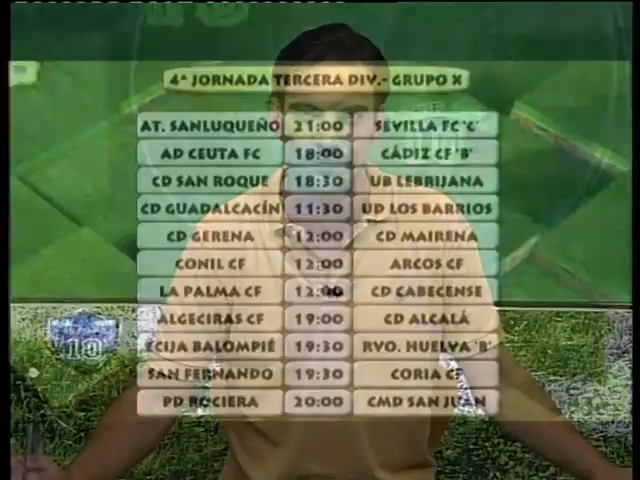 4ª JORNADA TERCERA DIV.- GRUPO X
AT. SANLUQUEÑO 21:00 SEVILLA FC 'C'
AD CEUTA FC 18:00 CÁDIZ CF 'B'
CD SAN ROQUE 18:30 UB LEBRIJANA
CD GUADALCACÍN 11:30 UD LOS BARRIOS
CD GERENA 12:00 CD MAIRENA
CONIL CF 12:00 ARCOS CF
LA PALMA CF 12:00 CD CABECENSE
ALGECIRAS CF 19:00 CD ALCALÁ
ECIJA BALOMPIÉ 19:30 RVO. HUELVA 'B'
SAN FERNANDO 19:30 CORIA CF
PD ROCIERA 20:00 CMD SAN JUAN
10